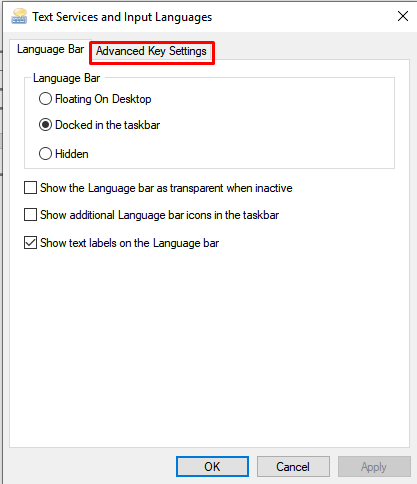 Text Services and Input Languages
Language Bar
Advanced Key Settings
Language Bar
Floating On Desktop
Docked in the taskbar
Hidden
Show the Language bar as transparent when inactive
Show additional Language bar icons in the taskbar
Show text labels on the Language bar
OK
Cancel
Apply